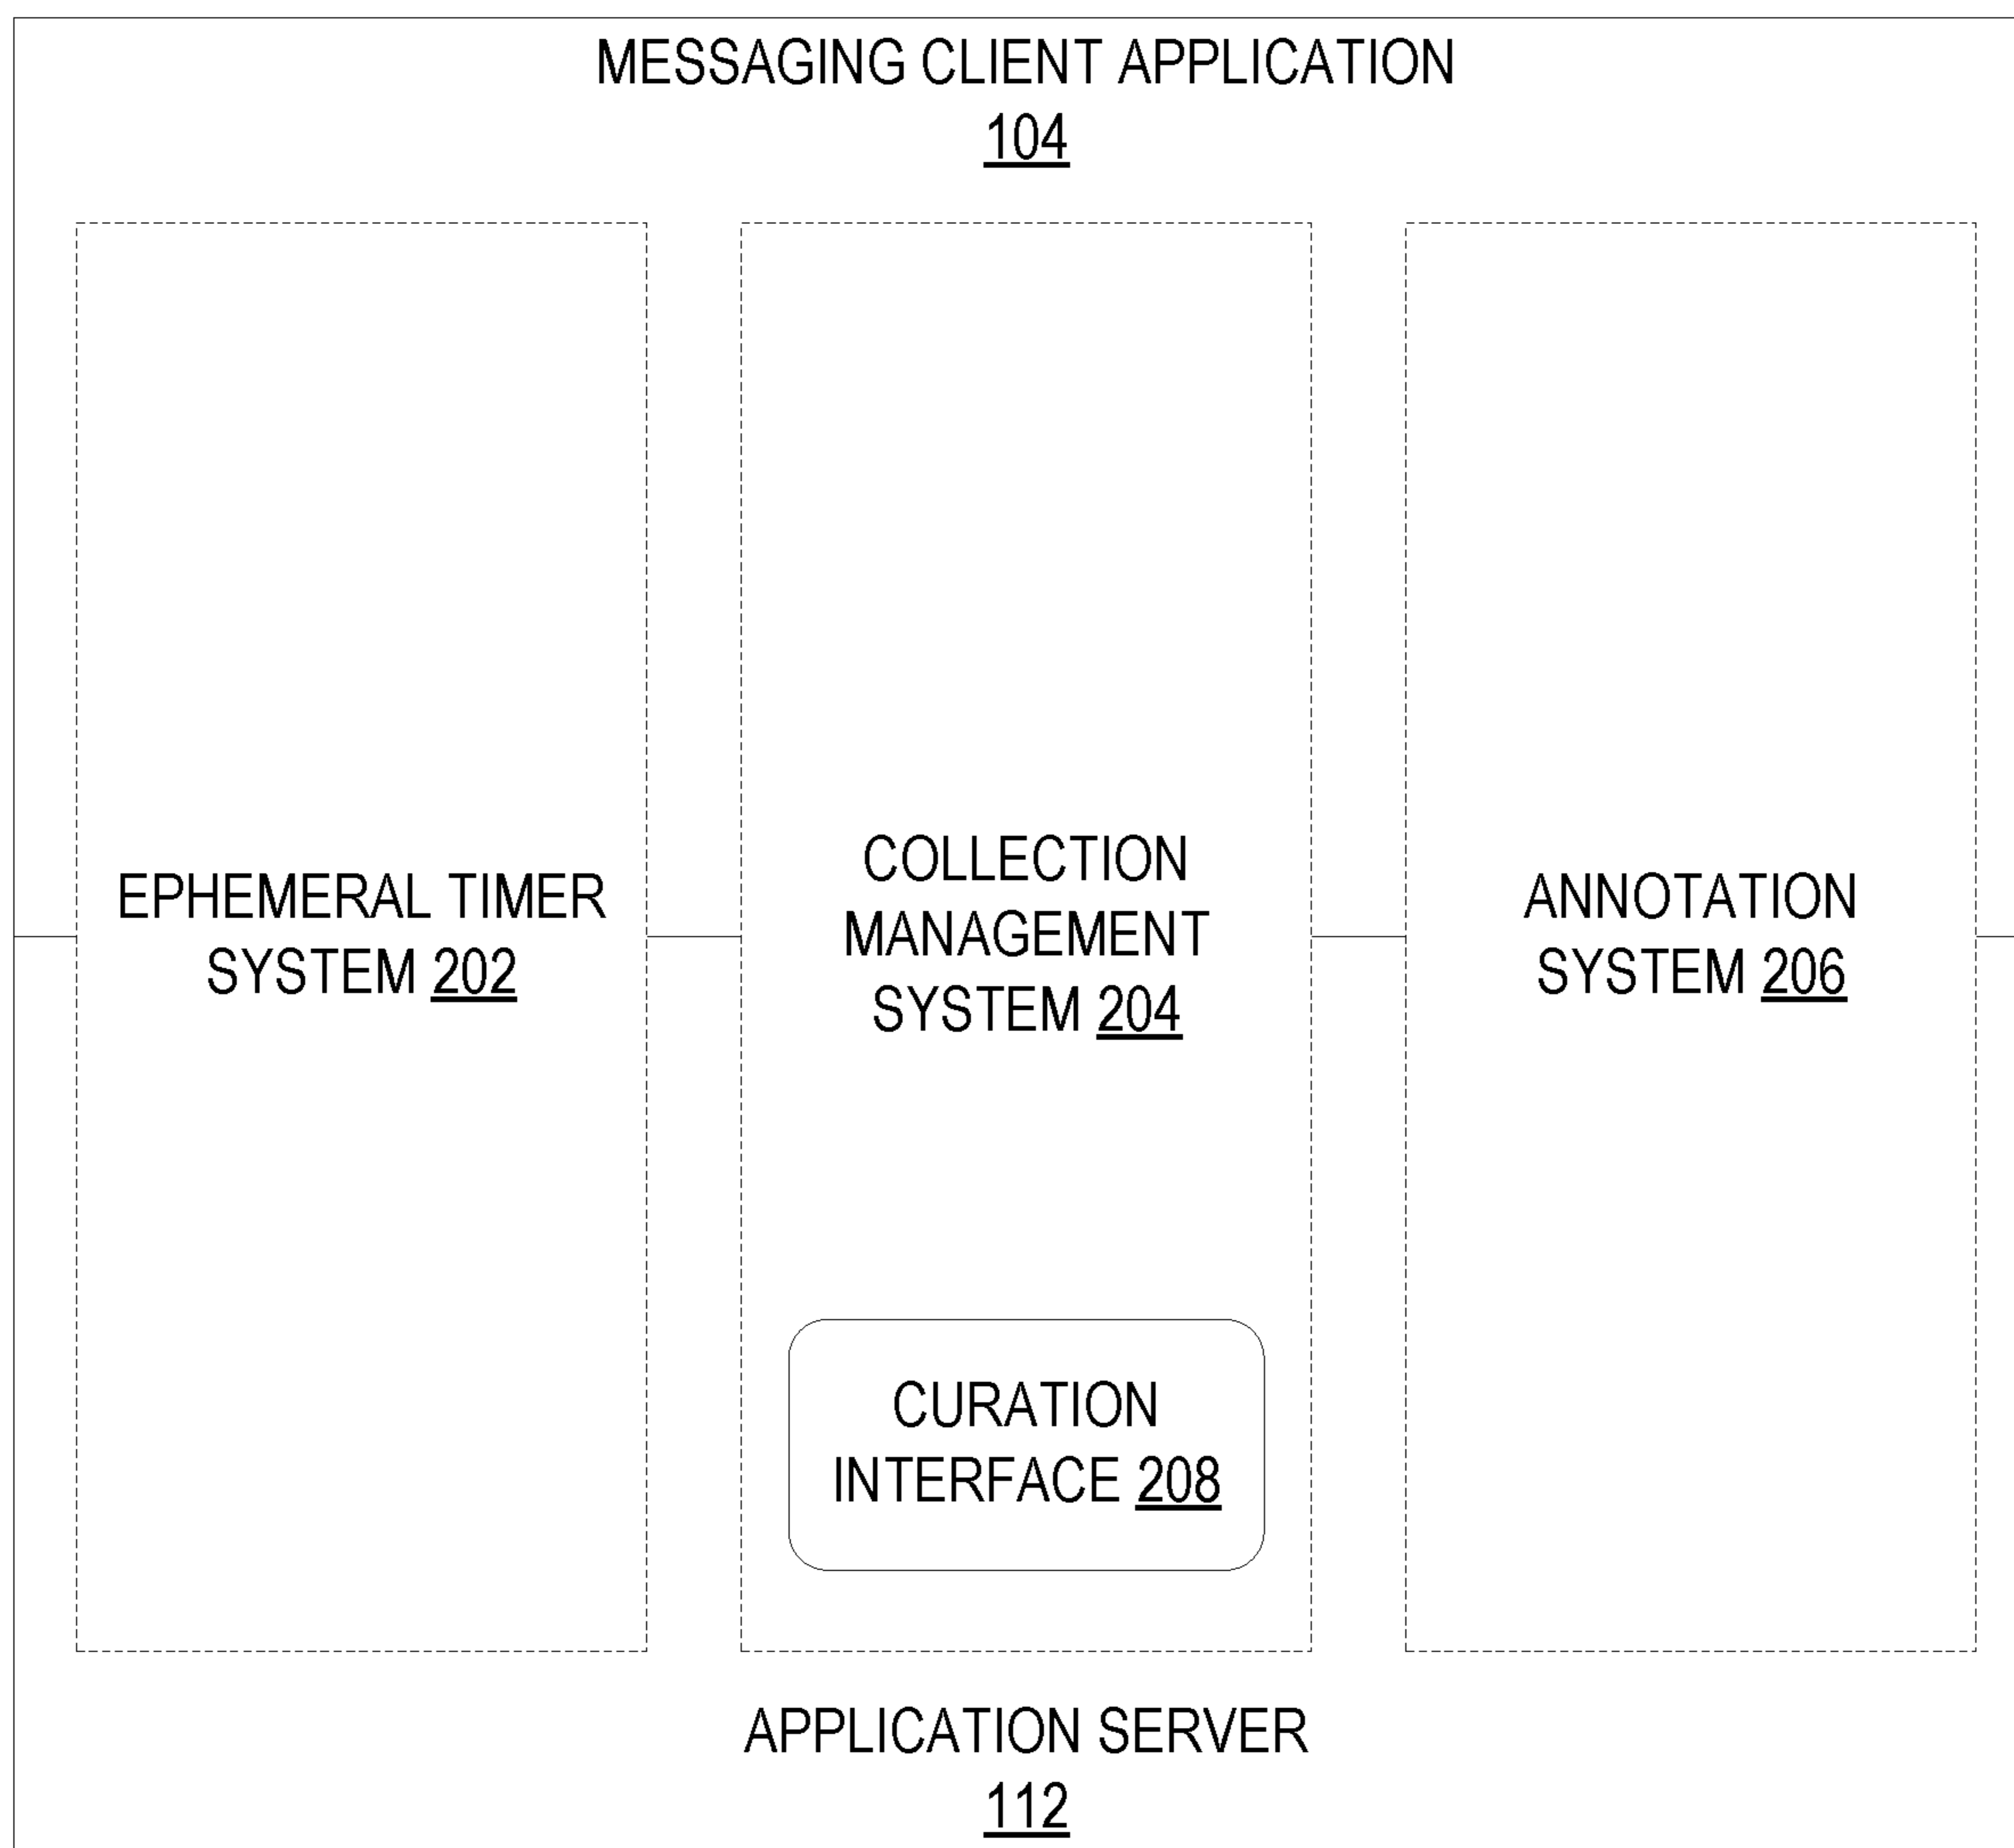 MESSAGING CLIENT APPLICATION
104
EPHEMERAL TIMER
SYSTEM 202
COLLECTION
MANAGEMENT
SYSTEM 204
ANNOTATION
SYSTEM 206
CURATION
INTERFACE 208
APPLICATION SERVER
112